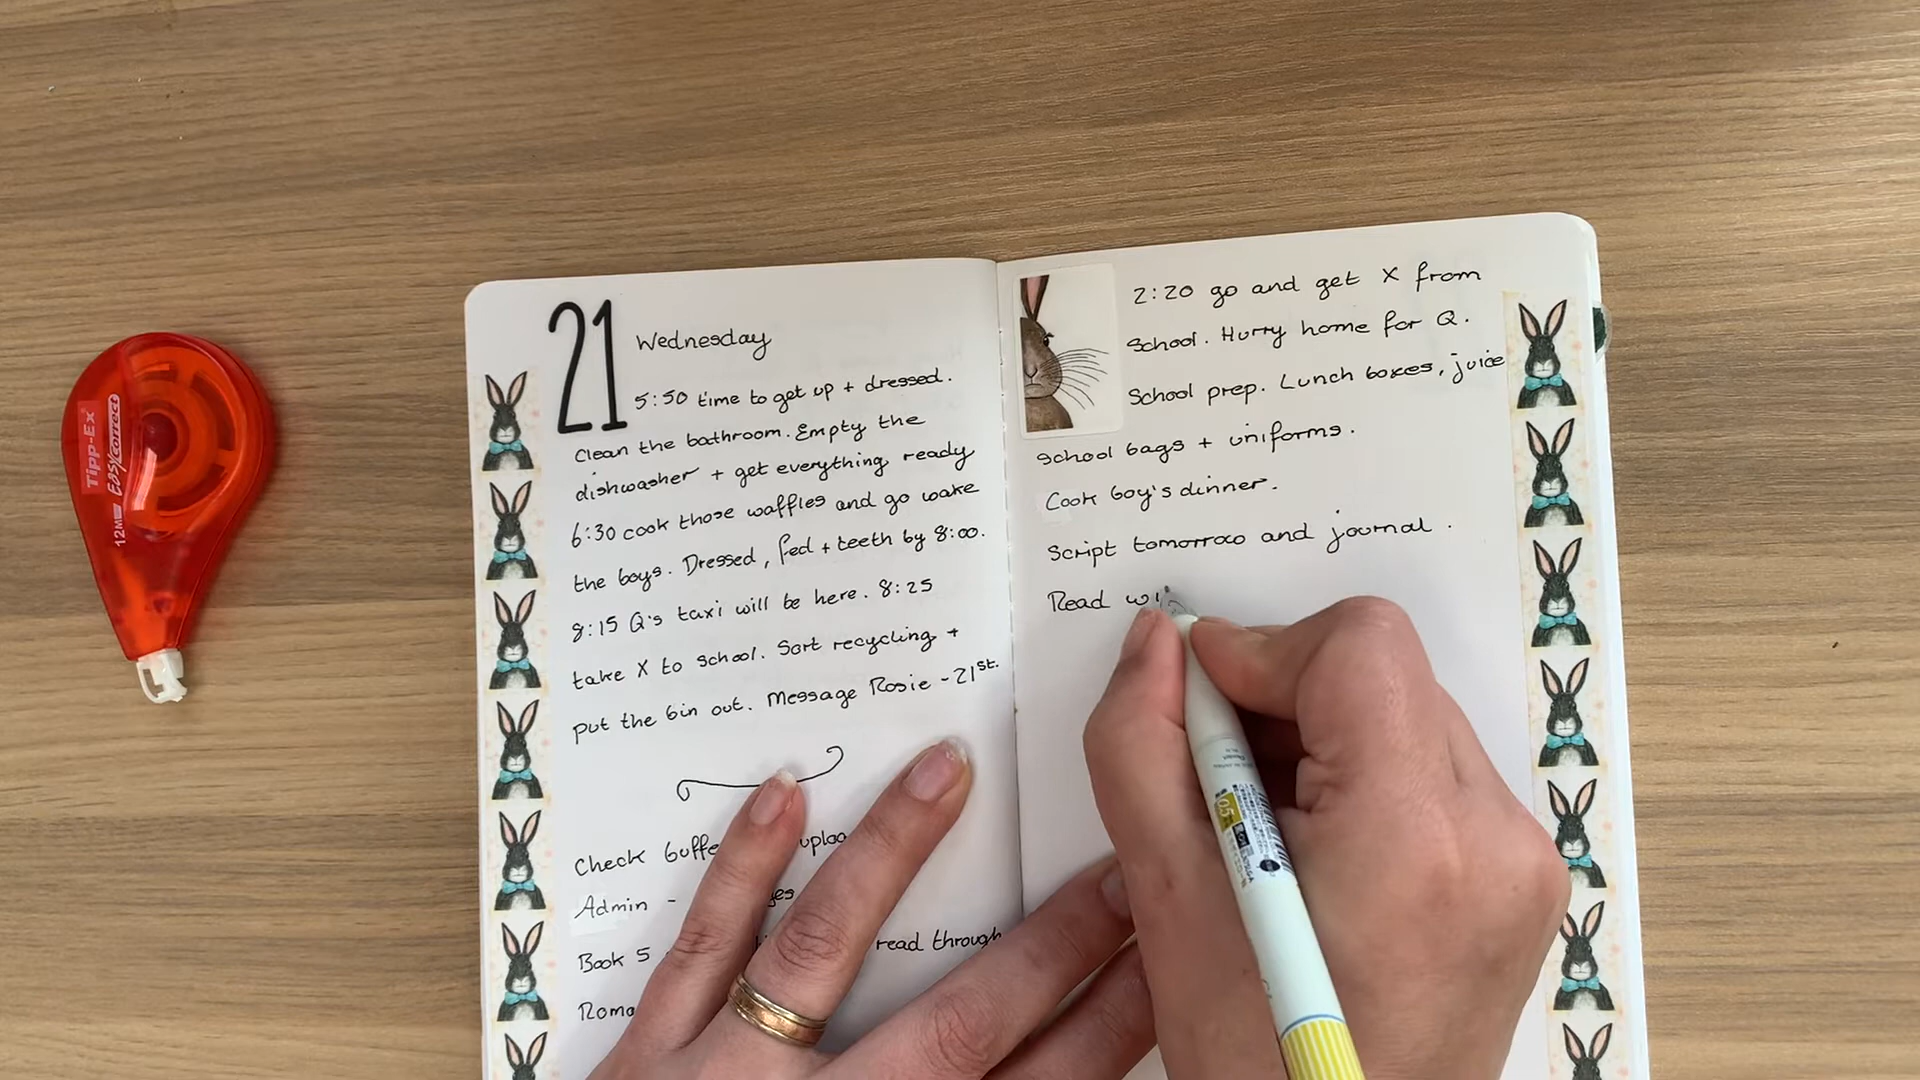 21 Wednesday
5:50 time to get up + dressed.
Clean the bathroom. Empty the
dishwasher + get everything ready
6:30 cook those waffles and go wake
the boys. Dressed, fed + teeth by 8:00.
8:15 Q's taxi will be here. 8:25
take X to school. Sort recycling +
put the bin out. Message Rosie - 21st.
Check
Admin -
Book 5 read through
2:20 go and get X from
School. Hurry home for Q.
School prep. Lunch boxes, juice
School bags + uniforms.
Cook boy's dinner.
Script tomorrow and journal.
Read
Tipp-Ex
Easy correct
12M
05